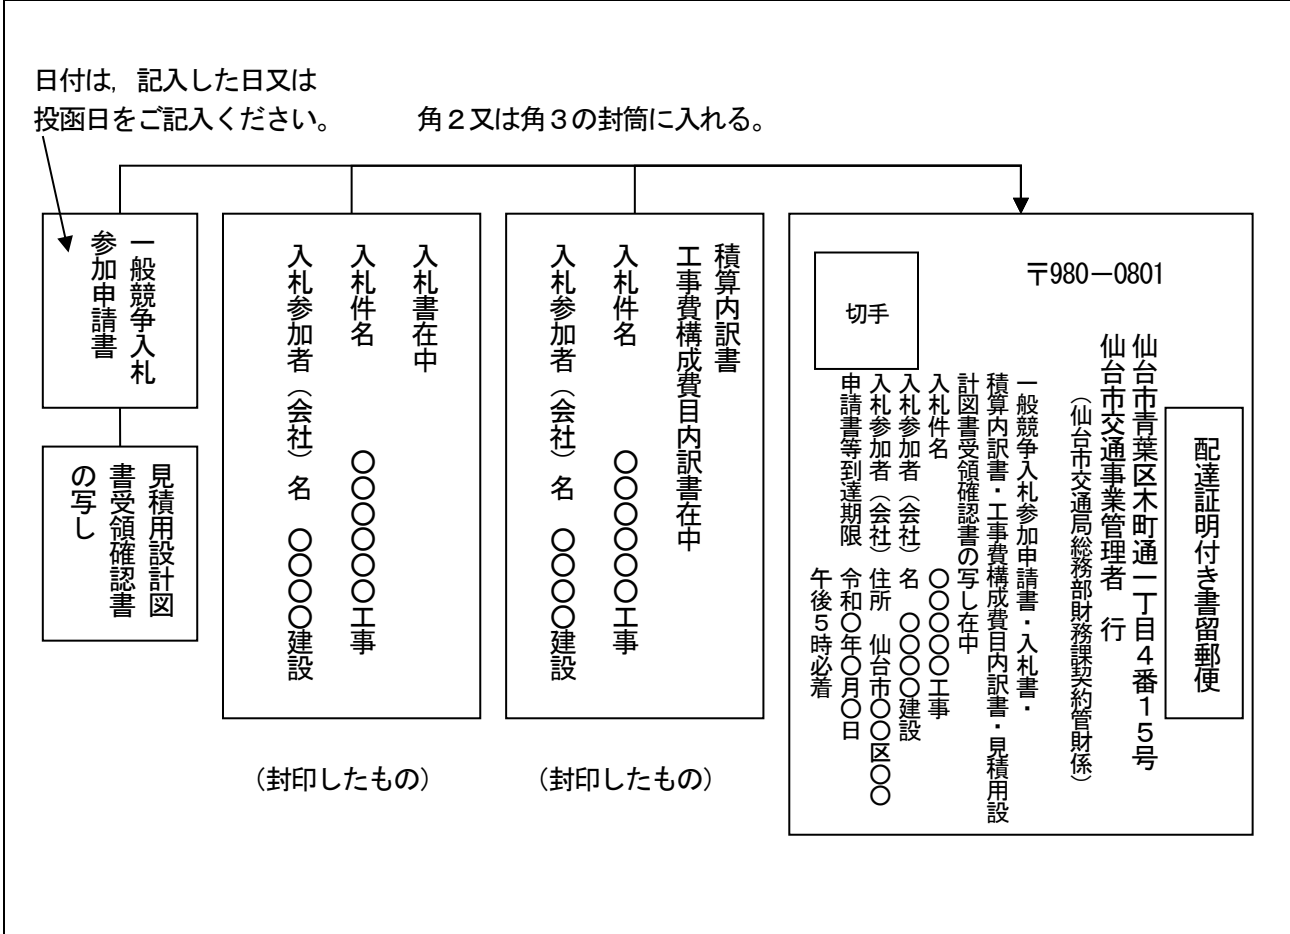 日付は，記入した日又は
投函日をご記入ください。
角２又は角３の封筒に入れる。
一般競争入札
参加申請書
見積用設計図
書受領確認書
の写し
入札書在中
入札件名　〇〇〇〇〇〇工事
入札参加者（会社）名　〇〇〇〇建設
（封印したもの）
積算内訳書
工事費構成費目内訳書在中
入札件名　〇〇〇〇〇〇工事
入札参加者（会社）名　〇〇〇〇建設
（封印したもの）
配達証明付き書留郵便
〒980－0801
仙台市青葉区木町通一丁目４番１５号
仙台市交通事業管理者　行
（仙台市交通局総務部財務課契約管財係）
切手
一般競争入札参加申請書・入札書・
積算内訳書・工事費構成費目内訳書・見積用設
計図書受領確認書の写し在中
入札件名　〇〇〇〇〇工事
入札参加者（会社）名　〇〇〇〇建設
入札参加者（会社）住所　仙台市〇〇区〇〇
申請書等到達期限　令和〇年〇月〇日
午後５時必着